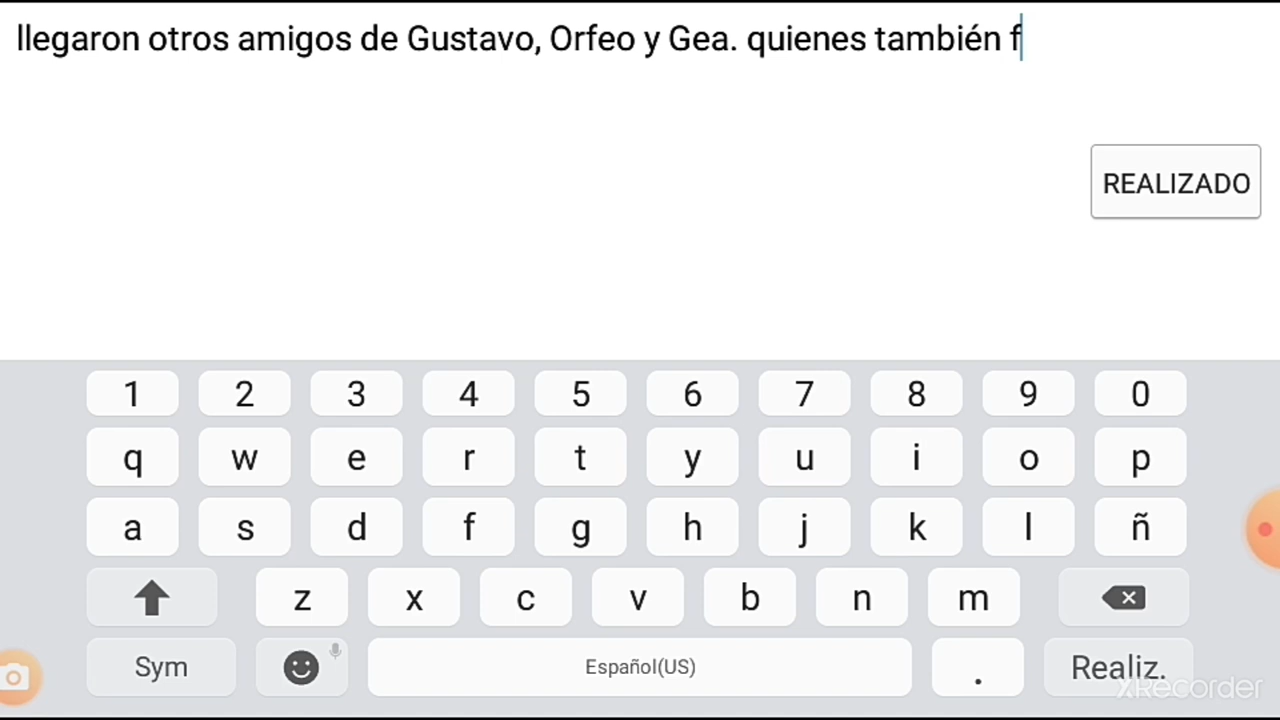 llegaron otros amigos de Gustavo, Orfeo y Gea. quienes también f
REALIZADO
1 2 3 4 5 6 7 8 9 0
q w e r t y u i o p
a s d f g h j k l ñ
z x c v b n m
Sym Español(US) . Realiz.
XRecorder